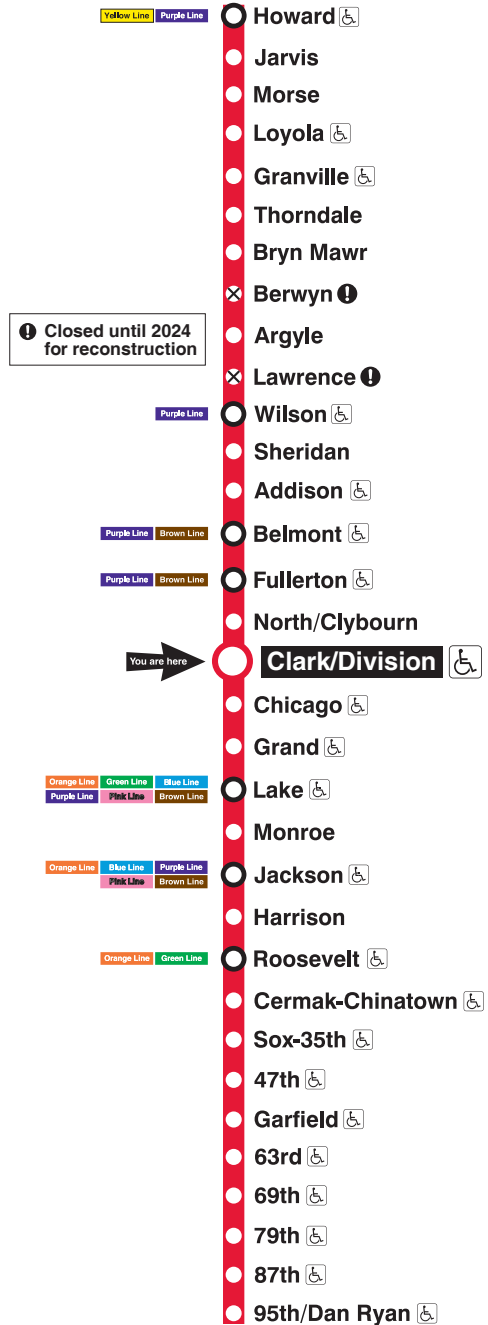 Yellow Line Purple Line Howard
Jarvis
Morse
Loyola
Granville
Thorndale
Bryn Mawr
Berwyn !
! Closed until 2024
for reconstruction
Argyle
Lawrence !
Purple Line Wilson
Sheridan
Addison
Purple Line Brown Line Belmont
Purple Line Brown Line Fullerton
North/Clybourn
You are here Clark/Division
Chicago
Grand
Orange Line Green Line Blue Line
Purple Line Pink Line Brown Line
Lake
Monroe
Orange Line Blue Line Purple Line
Pink Line Brown Line
Jackson
Harrison
Orange Line Green Line Roosevelt
Cermak-Chinatown
Sox-35th
47th
Garfield
63rd
69th
79th
87th
95th/Dan Ryan